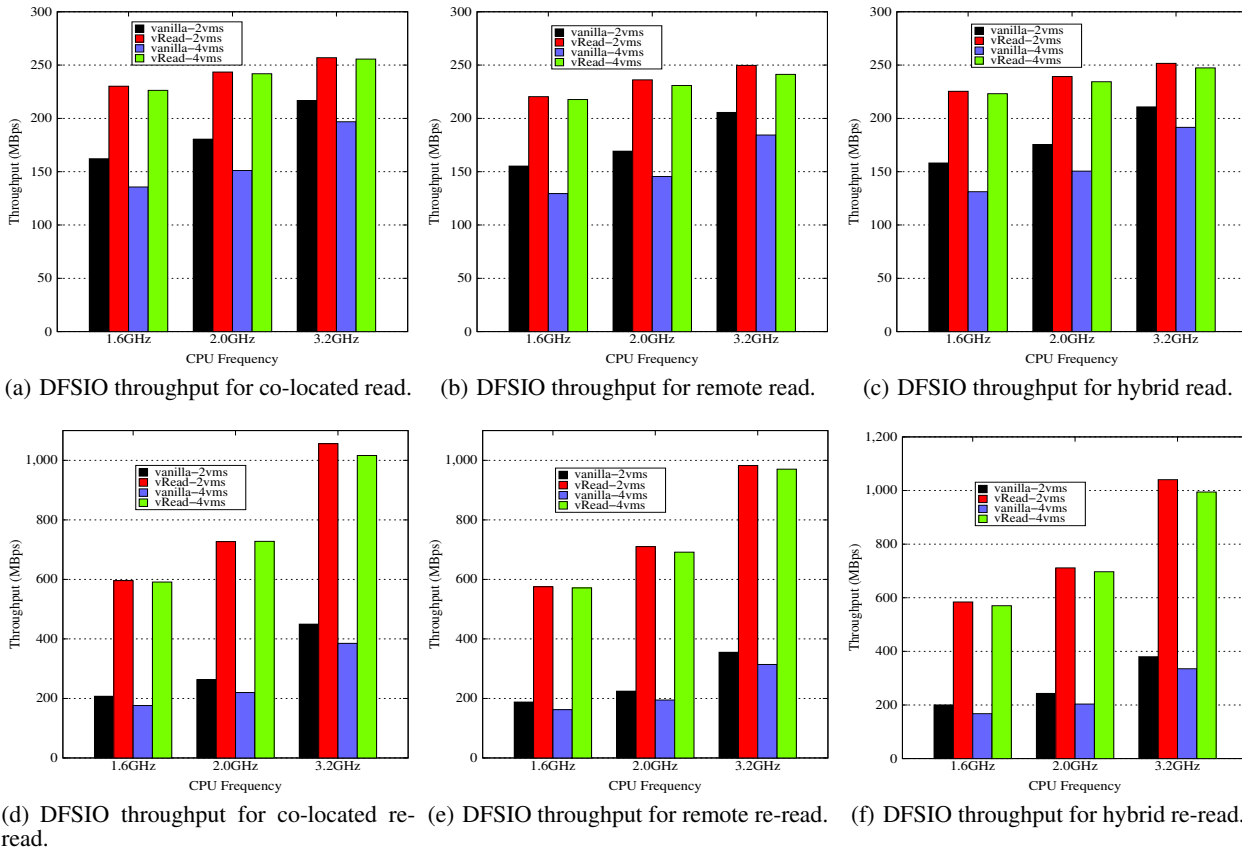 300
250
200
150
100
50
0
Throughput (MBps)
vanilla−2vms
vRead−2vms
vanilla−4vms
vRead−4vms
1.6GHz 2.0GHz 3.2GHz
CPU Frequency
(a) DFSIO throughput for co-located read.
300
250
200
150
100
50
0
Throughput (MBps)
vanilla−2vms
vRead−2vms
vanilla−4vms
vRead−4vms
1.6GHz 2.0GHz 3.2GHz
CPU Frequency
(b) DFSIO throughput for remote read.
300
250
200
150
100
50
0
Throughput (MBps)
vanilla−2vms
vRead−2vms
vanilla−4vms
vRead−4vms
1.6GHz 2.0GHz 3.2GHz
CPU Frequency
(c) DFSIO throughput for hybrid read.
1,000
800
600
400
200
0
Throughput (MBps)
vanilla−2vms
vRead−2vms
vanilla−4vms
vRead−4vms
1.6GHz 2.0GHz 3.2GHz
CPU Frequency
(d) DFSIO throughput for co-located re-
read.
1,000
800
600
400
200
0
Throughput (MBps)
vanilla−2vms
vRead−2vms
vanilla−4vms
vRead−4vms
1.6GHz 2.0GHz 3.2GHz
CPU Frequency
(e) DFSIO throughput for remote re-read.
1,200
1,000
800
600
400
200
0
Throughput (MBps)
vanilla−2vms
vRead−2vms
vanilla−4vms
vRead−4vms
1.6GHz 2.0GHz 3.2GHz
CPU Frequency
(f) DFSIO throughput for hybrid re-read.